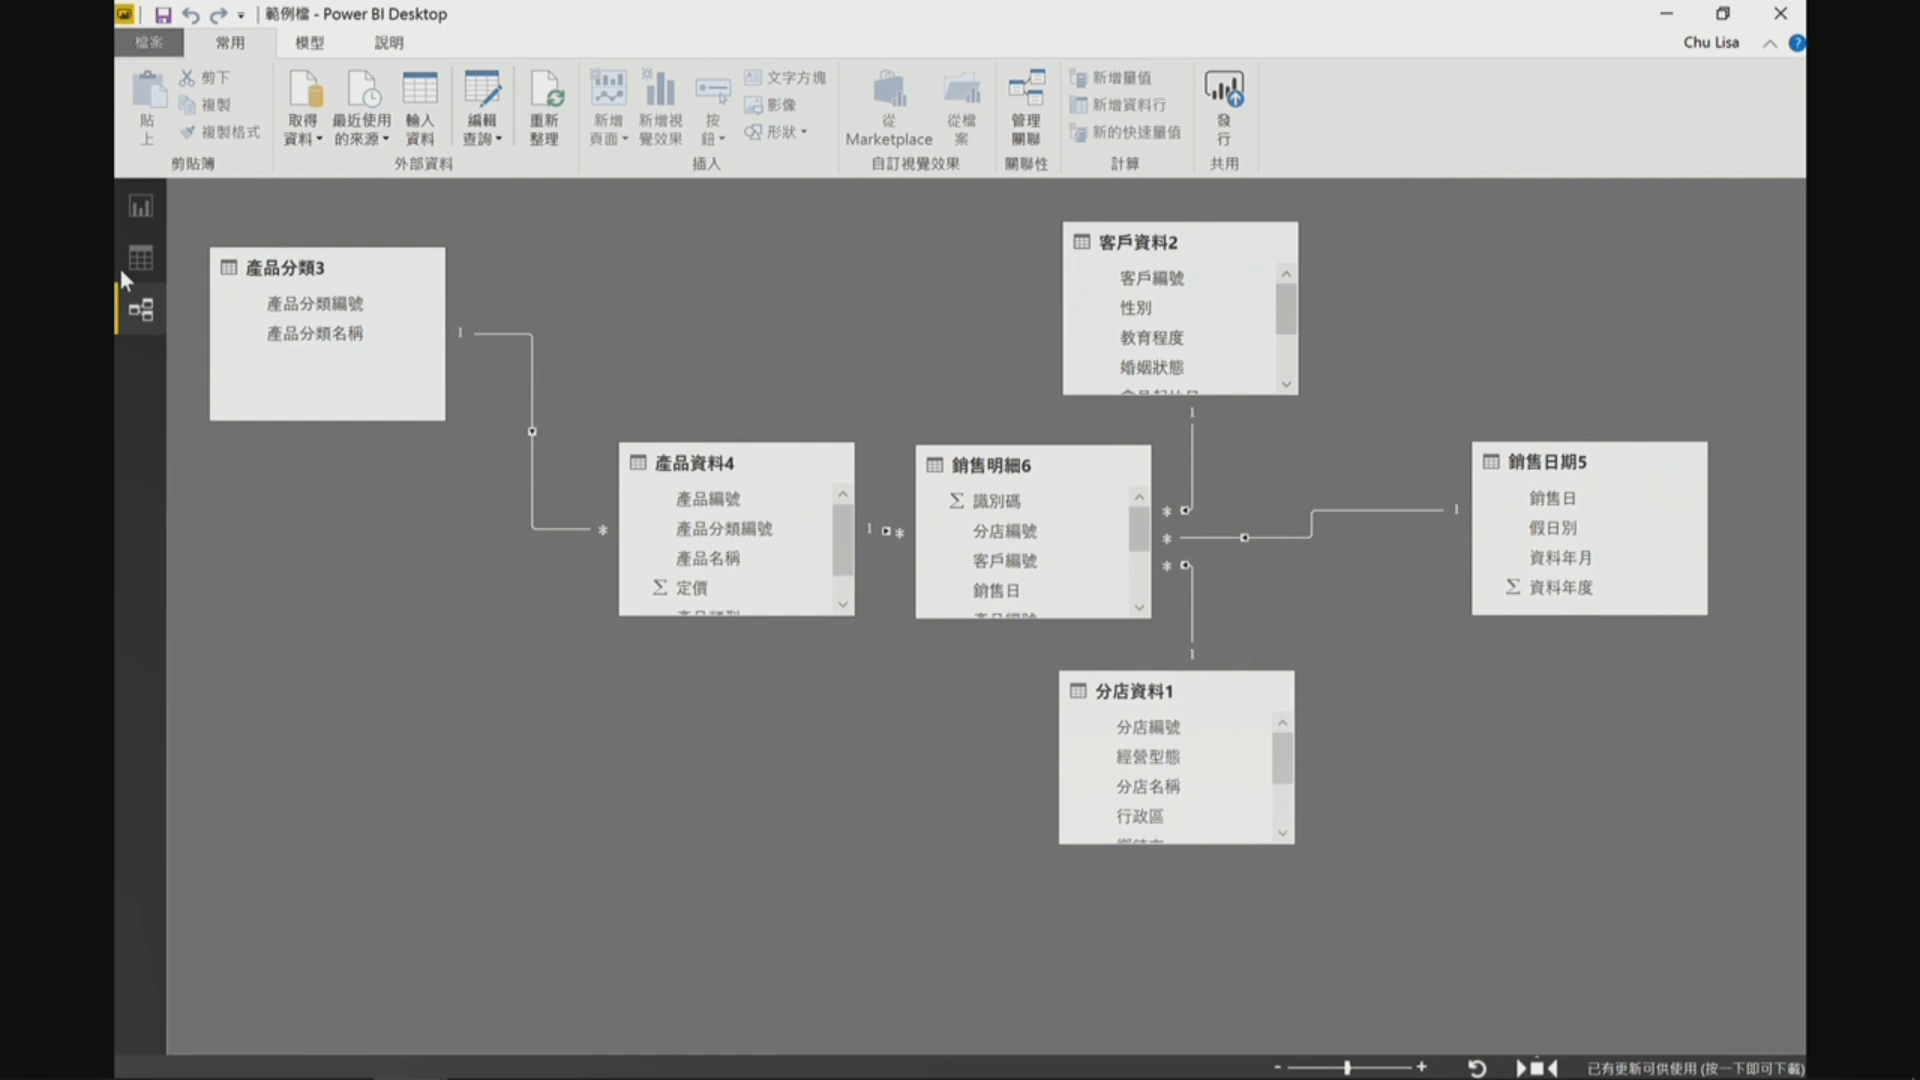 範例檔 - Power BI Desktop
檔案 常用 模型 說明 Chu Lisa
貼上
剪下
複製
複製格式
剪貼簿
取得資料
最近使用的來源
輸入資料
編輯查詢
重新整理
外部資料
新增頁面
新增視覺效果
按鈕
文字方塊
影像
形狀
插入
從 Marketplace
從檔案
自訂視覺效果
管理關聯
關聯性
新增量值
新增資料行
新的快速量值
計算
發行
共用
產品分類3
產品分類編號
產品分類名稱
1
*
產品資料4
產品編號
產品分類編號
產品名稱
Σ 定價
1
*
銷售明細6
Σ 識別碼
分店編號
客戶編號
銷售日
產品編號
客戶資料2
客戶編號
性別
教育程度
婚姻狀態
1
*
*
*
1
銷售日期5
銷售日
假日別
資料年月
Σ 資料年度
1
分店資料1
分店編號
經營型態
分店名稱
行政區
- +
已有更新可供使用 (按一下即可下載)